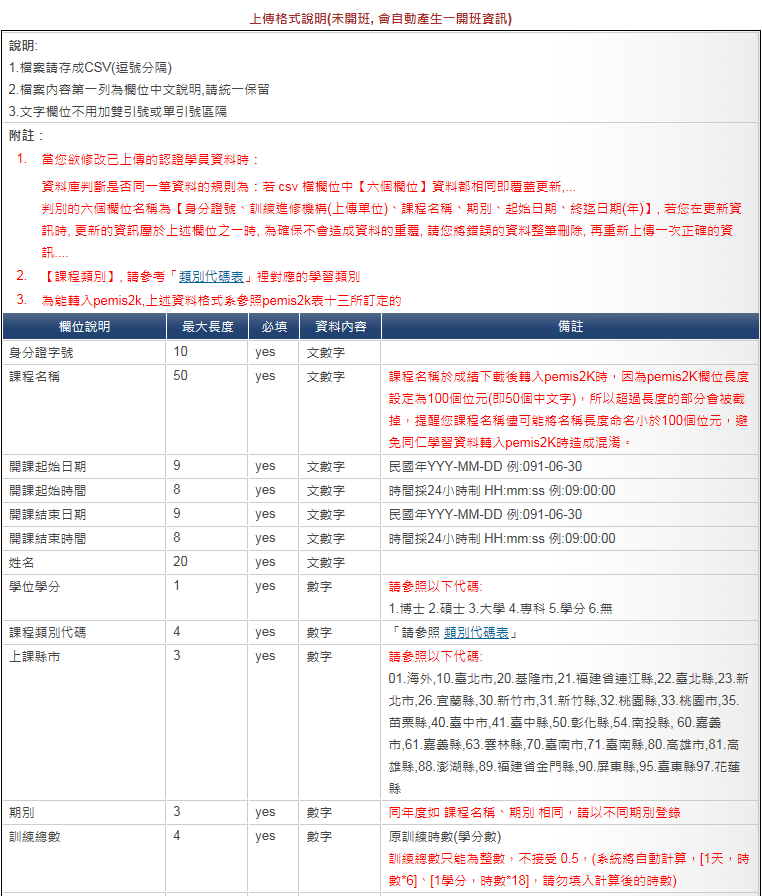 上傳格式說明(未開班, 會自動產生一開班資訊)
說明:
1.檔案請存成CSV(逗號分隔)
2.檔案內容第一列為欄位中文說明,請統一保留
3.文字欄位不用加雙引號或單引號區隔
附註：
1. 當您欲修改已上傳的認證學員資料時：
資料庫判斷是否同一筆資料的規則為：若 csv 檔欄位中【六個欄位】資料都相同即覆蓋更新,...
判別的六個欄位名稱為【身分證號、訓練進修機構(上傳單位)、課程名稱、期別、起始日期、終迄日期(年)】, 若您在更新資
訊時, 更新的資訊屬於上述欄位之一時, 為確保不會造成資料的重覆, 請您將錯誤的資料整筆刪除, 再重新上傳一次正確的資
訊....
2. 【課程類別】, 請參考「類別代碼表」裡對應的學習類別
3. 為能轉入pemis2k,上述資料格式系參照pemis2k表十三所訂定的
欄位說明 最大長度 必填 資料內容 備註
身分證字號 10 yes 文數字
課程名稱 50 yes 文數字 課程名稱於成績下載後轉入pemis2K時，因為pemis2K欄位長度
設定為100個位元(即50個中文字)，所以超過長度的部分會被截
掉，提醒您課程名稱儘可能將名稱長度命名小於100個位元，避
免同仁學習資料轉入pemis2K時造成混淆。
開課起始日期 9 yes 文數字 民國年YYY-MM-DD 例:091-06-30
開課起始時間 8 yes 文數字 時間採24小時制 HH:mm:ss 例:09:00:00
開課結束日期 9 yes 文數字 民國年YYY-MM-DD 例:091-06-30
開課結束時間 8 yes 文數字 時間採24小時制 HH:mm:ss 例:09:00:00
姓名 20 yes 文數字
學位學分 1 yes 數字 請參照以下代碼:
1.博士 2.碩士 3.大學 4.專科 5.學分 6.無
課程類別代碼 4 yes 數字 「請參照 類別代碼表」
上課縣市 3 yes 數字 請參照以下代碼:
01.海外,10.臺北市,20.基隆市,21.福建省連江縣,22.臺北縣,23.新
北市,26.宜蘭縣,30.新竹市,31.新竹縣,32.桃園縣,33.桃園市,35.
苗栗縣,40.臺中市,41.臺中縣,50.彰化縣,54.南投縣, 60.嘉義
市,61.嘉義縣,63.雲林縣,70.臺南市,71.臺南縣,80.高雄市,81.高
雄縣,88.澎湖縣,89.福建省金門縣,90.屏東縣,95.臺東縣97.花蓮
縣
期別 3 yes 數字 同年度如 課程名稱、期別 相同，請以不同期別登錄
訓練總數 4 yes 數字 原訓練時數(學分數)
訓練總數只能為整數，不接受 0.5，(系統將自動計算，[1天，時
數*6]、[1學分，時數*18]，請勿填入計算後的時數)